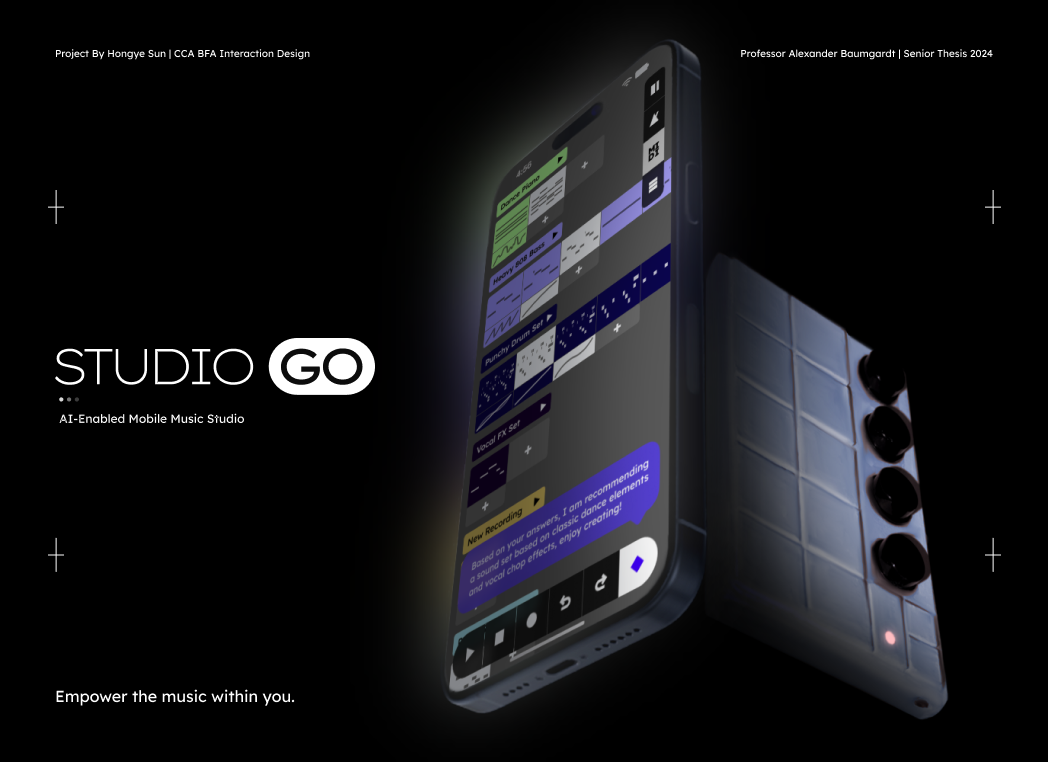 Project By Hongye Sun | CCA BFA Interaction Design
Professor Alexander Baumgardt | Senior Thesis 2024
STUDIO GO
AI-Enabled Mobile Music Studio
Empower the music within you.
4:56
Dance Piano
MIDI
Heavy 808 Bass
Punchy Drum Set
Vocal FX Set
New Recording
Based on your answers, I am recommending
a sound set based on classic dance elements
and vocal chop effects, enjoy creating!